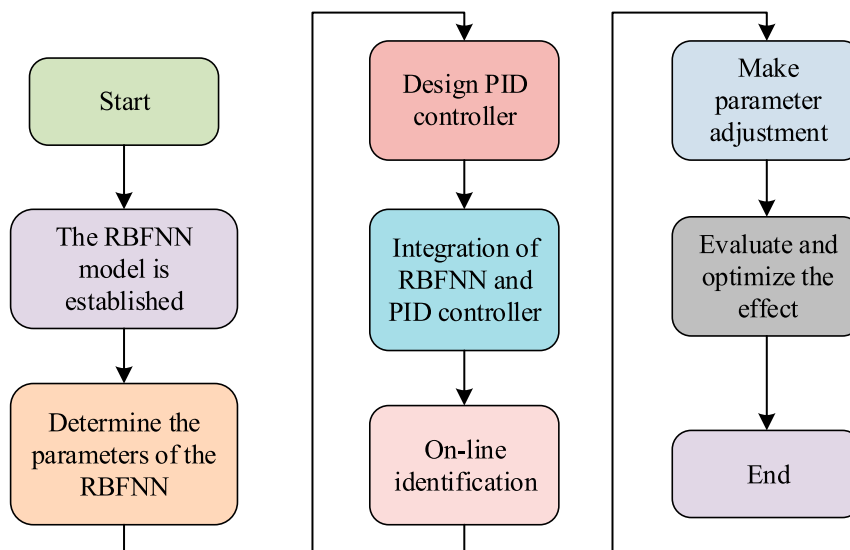 Start
The RBFNN
model is
established
Determine the
parameters of the
RBFNN
Design PID
controller
Integration of
RBFNN and
PID controller
On-line
identification
Make
parameter
adjustment
Evaluate and
optimize the
effect
End